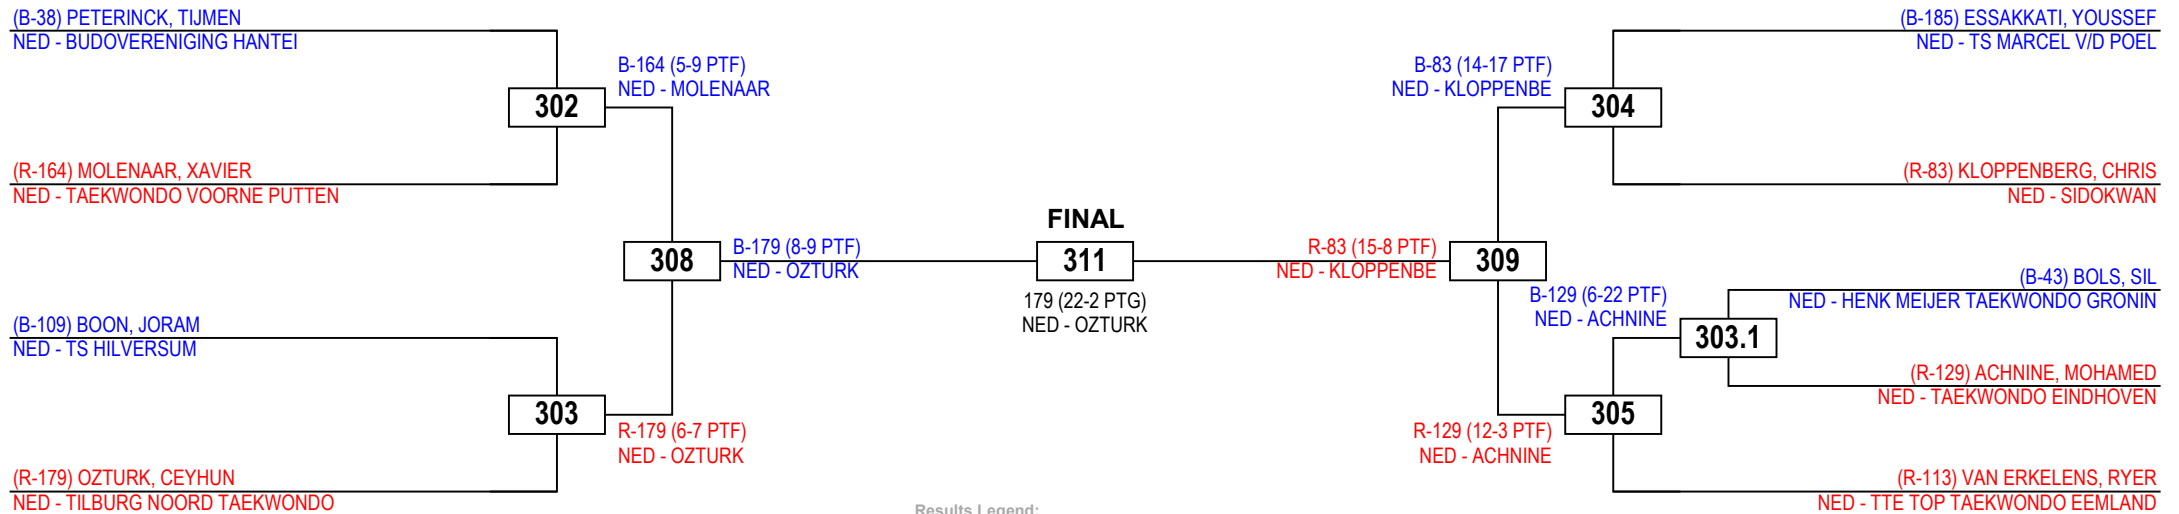 (B-38) PETERINCK, TIJMEN
NED - BUDOVERENIGING HANTEI
302
(R-164) MOLENAAR, XAVIER
NED - TAEKWONDO VOORNE PUTTEN
B-164 (5-9 PTF)
NED - MOLENAAR
308
(B-109) BOON, JORAM
NED - TS HILVERSUM
303
(R-179) OZTURK, CEYHUN
NED - TILBURG NOORD TAEKWONDO
R-179 (6-7 PTF)
NED - OZTURK
B-179 (8-9 PTF)
NED - OZTURK
FINAL
311
179 (22-2 PTG)
NED - OZTURK
R-83 (15-8 PTF)
NED - KLOPPENBE
309
B-83 (14-17 PTF)
NED - KLOPPENBE
304
(B-185) ESSAKKATI, YOUSSEF
NED - TS MARCEL V/D POEL
(R-83) KLOPPENBERG, CHRIS
NED - SIDOKWAN
B-129 (6-22 PTF)
NED - ACHNINE
303.1
(B-43) BOLS, SIL
NED - HENK MEIJER TAEKWONDO GRONIN
(R-129) ACHNINE, MOHAMED
NED - TAEKWONDO EINDHOVEN
R-129 (12-3 PTF)
NED - ACHNINE
305
(R-113) VAN ERKELENS, RYER
NED - TTE TOP TAEKWONDO EEMLAND
Results Legend: